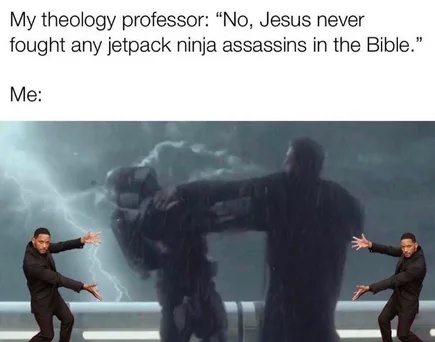 My theology professor: “No, Jesus never
fought any jetpack ninja assassins in the Bible.”
Me: